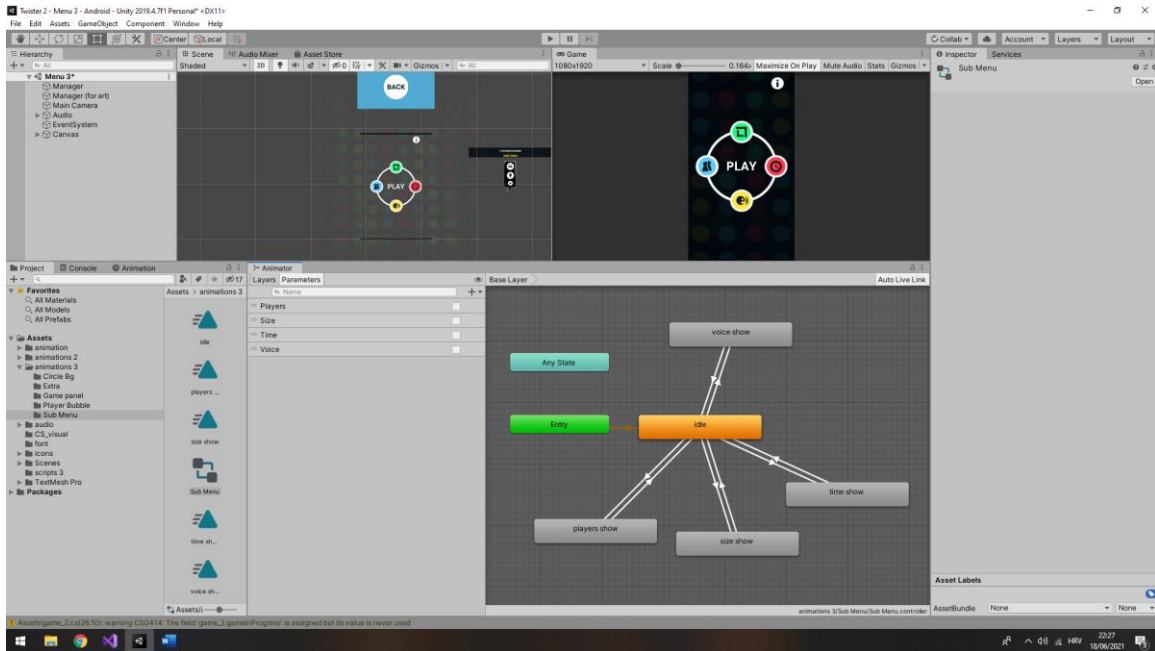 Twister 2 - Menu 3 - Android - Unity 2019.4.7f1 Personal* <DX11>
File Edit Assets GameObject Component Window Help
Center Local
Collab Account Layers Layout
Hierarchy
All
Menu 3*
Manager
Manager (for art)
Main Camera
Audio
EventSystem
Canvas
Scene Audio Mixer Asset Store
Shaded 2D 0 Gizmos All
BACK
PLAY
Game
1080x1920 Scale 0.164x Maximize On Play Mute Audio Stats Gizmos
PLAY
Inspector Services
Sub Menu
Open
Project Console Animation
17
Favorites
All Materials
All Models
All Prefabs
Assets
animation
animations 2
animations 3
Circle Bg
Extra
Game panel
Player Bubble
Sub Menu
audio
CS_visual
font
icons
Scenes
scripts 3
TextMesh Pro
Packages
Assets > animations 3
idle
players ...
size show
Sub Menu
time sh...
voice sh...
Assets/
Animator
Layers Parameters
Name
Players
Size
Time
Voice
Base Layer
Auto Live Link
voice show
Any State
Entry
idle
time show
players show
size show
animations 3/Sub Menu/Sub Menu.controller
Asset Labels
AssetBundle None None
Assets\game_2.cs(26,10): warning CS0414: The field 'game_2.gameInProgress' is assigned but its value is never used
HRV
22:27
18/06/2021